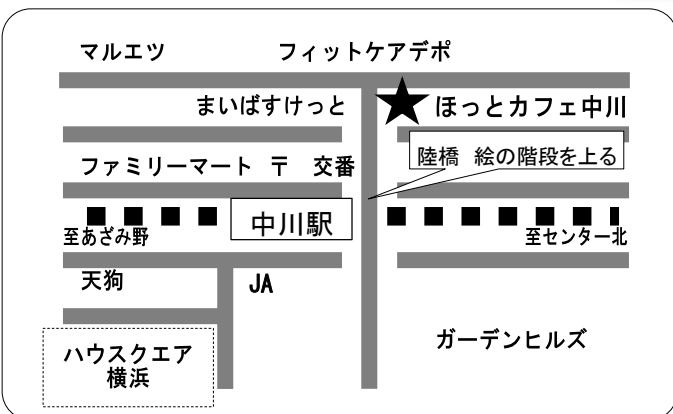 マルエツ
フィットケアデポ
まいばすけっと
ほっとカフェ中川
ファミリーマート 〒 交番
陸橋 絵の階段を上る
中川駅
至あざみ野
至センター北
天狗
JA
ハウスクエア
横浜
ガーデンヒルズ